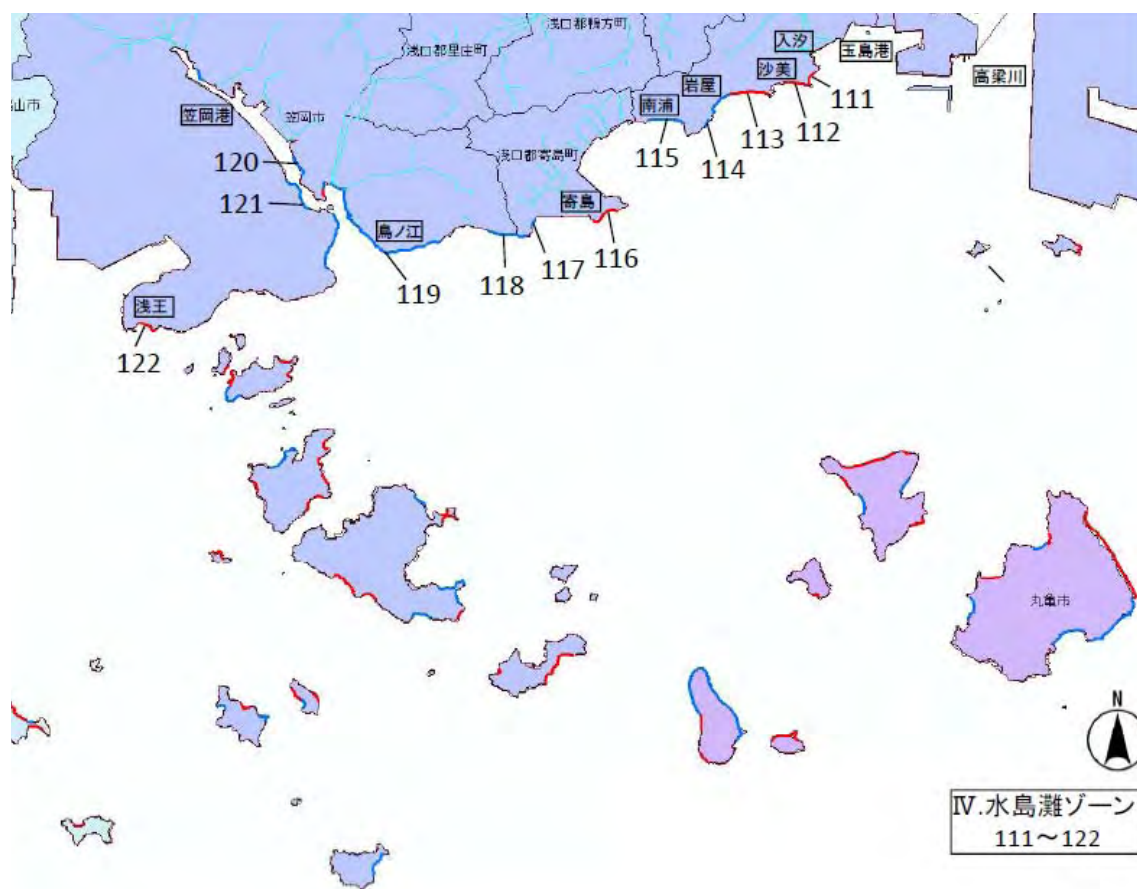 浅口郡鴨方町
浅口郡里庄町
入汐
玉島港
高梁川
沙美
岩屋
南浦
111
112
113
114
115
笠岡港
笠岡市
120
浅口郡寄島町
121
寄島
116
117
118
鳥ノ江
119
浅王
122
丸亀市
N
Ⅳ.水島灘ゾーン
111~122